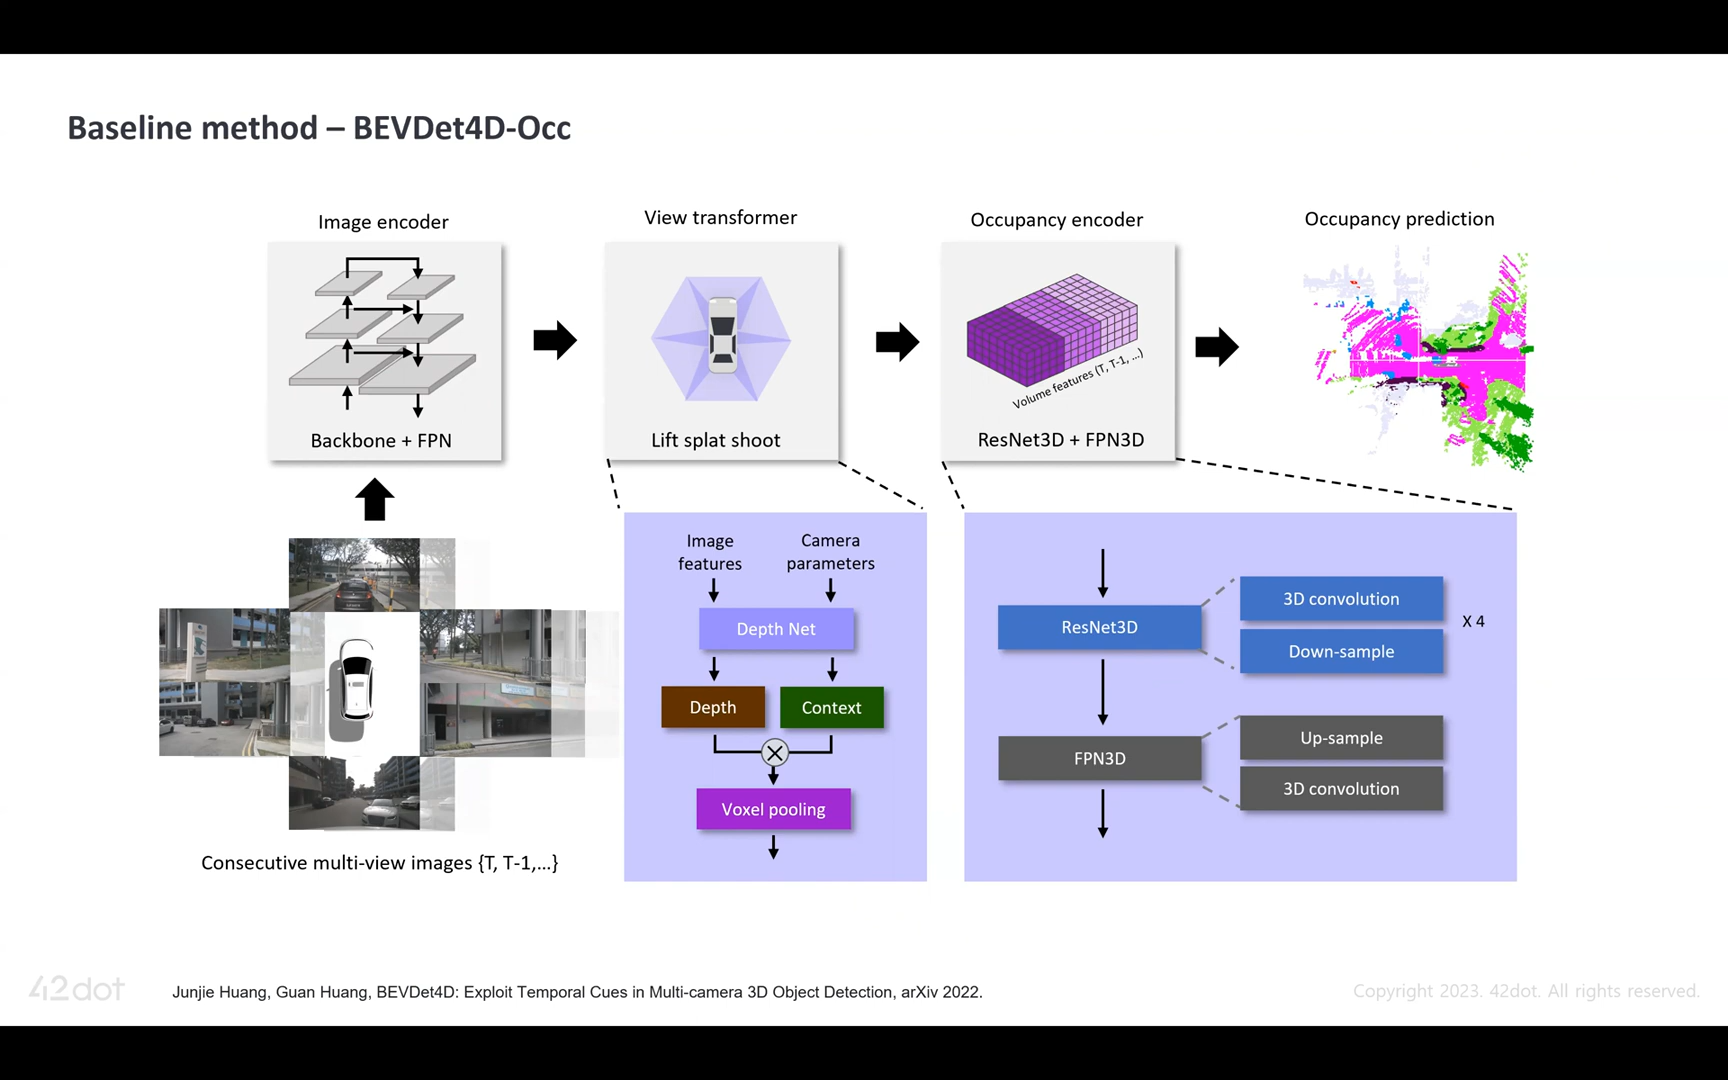 Baseline method – BEVDet4D-Occ
Image encoder
View transformer
Occupancy encoder
Occupancy prediction
Backbone + FPN
Lift splat shoot
Volume features (T, T-1, ...)
ResNet3D + FPN3D
Consecutive multi-view images {T, T-1,...}
Image
features
Camera
parameters
Depth Net
Depth
Context
Voxel pooling
ResNet3D
3D convolution
Down-sample
X 4
FPN3D
Up-sample
3D convolution
42dot
Junjie Huang, Guan Huang, BEVDet4D: Exploit Temporal Cues in Multi-camera 3D Object Detection, arXiv 2022.
Copyright 2023. 42dot. All rights reserved.